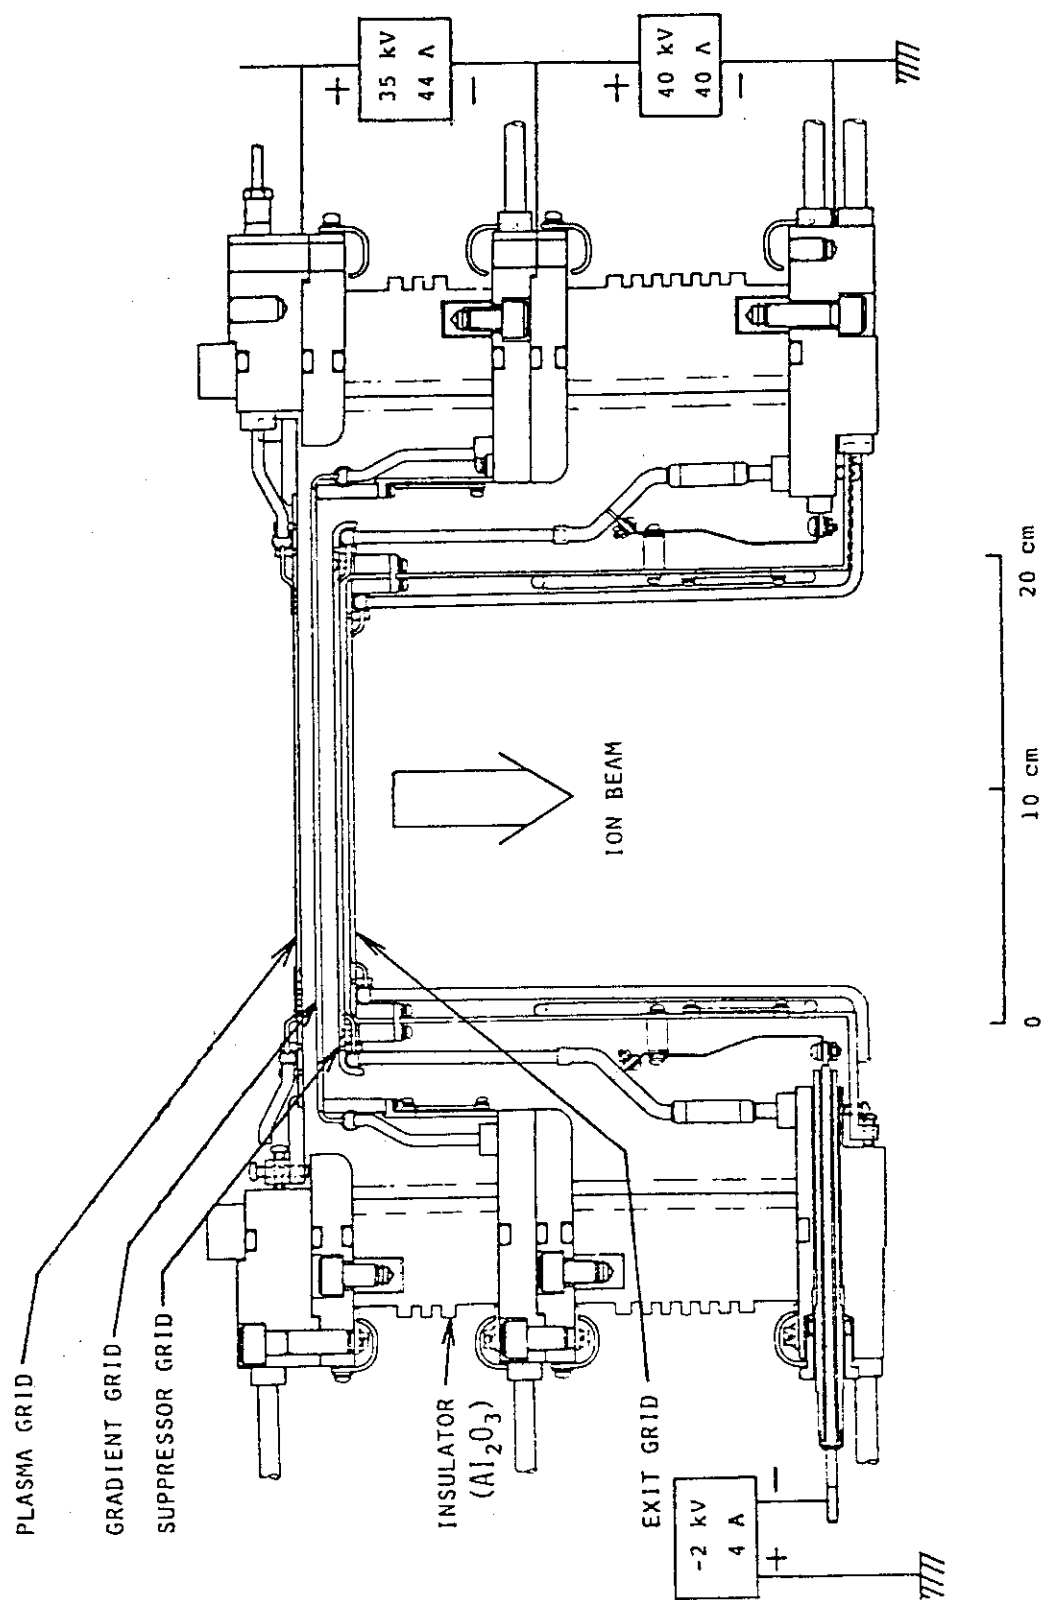 PLASMA GRID
GRADIENT GRID
SUPPRESSOR GRID
INSULATOR
(Al₂O₃)
EXIT GRID
-2 kV
4 A
+
-
ION BEAM
0
10 cm
20 cm
+
35 kV
44 A
-
+
40 kV
40 A
-